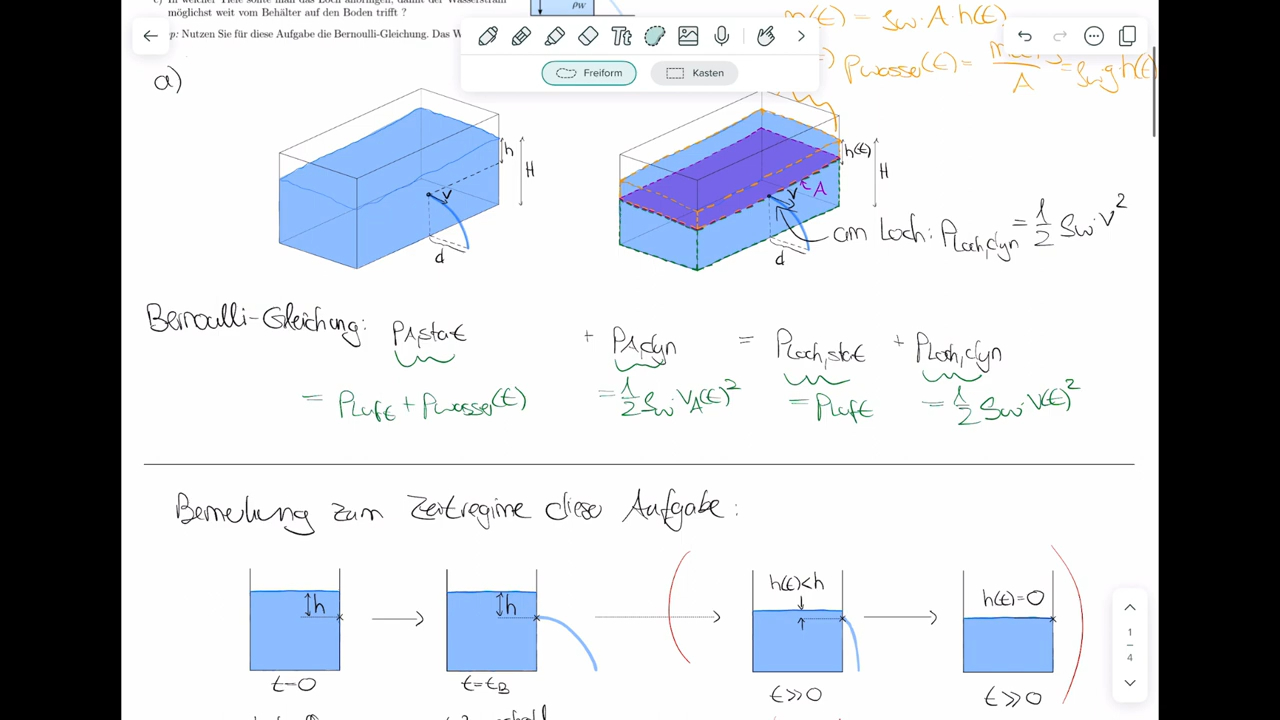 möglichst weit vom Behälter auf den Boden trifft ?
Nutzen Sie für diese Aufgabe die Bernoulli-Gleichung. Das
ρW
Tt
Freiform
Kasten
m(t) = ρw·A·h(t)
pwasser(t) = /A = ρw g h(t)
a)
h
H
v
d
h(t)
H
A
v
d
am Loch: pLoch,dyn = 1/2 ρw·v²
Bernoulli-Gleichung: pA,stat + pA,dyn = pLoch,stat + pLoch,dyn
= pLuft + pwasser(t) = 1/2 ρw·vA(t)² = pLuft = 1/2 ρw·v(t)²
Bemerkung zum Zeitregime dieser Aufgabe:
h
h
h(t)<h
h(t)=0
t=0
t=tB
t≫0
t≫0
1
4